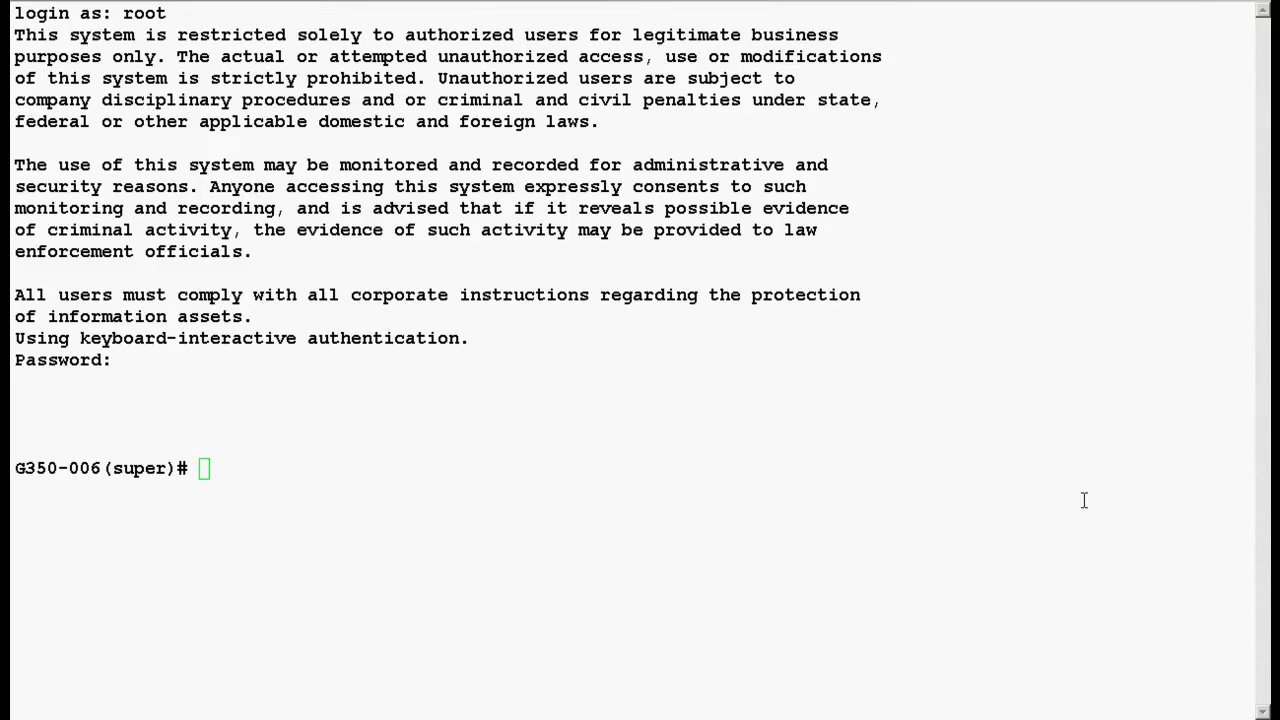 login as: root
This system is restricted solely to authorized users for legitimate business
purposes only. The actual or attempted unauthorized access, use or modifications
of this system is strictly prohibited. Unauthorized users are subject to
company disciplinary procedures and or criminal and civil penalties under state,
federal or other applicable domestic and foreign laws.
The use of this system may be monitored and recorded for administrative and
security reasons. Anyone accessing this system expressly consents to such
monitoring and recording, and is advised that if it reveals possible evidence
of criminal activity, the evidence of such activity may be provided to law
enforcement officials.
All users must comply with all corporate instructions regarding the protection
of information assets.
Using keyboard-interactive authentication.
Password:
G350-006(super)#